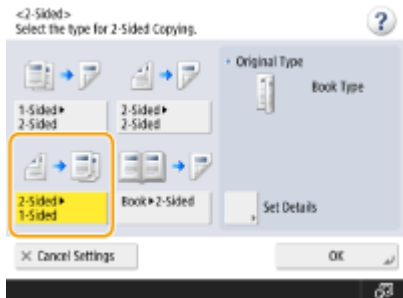 <2-Sided>
Select the type for 2-Sided Copying.
?
Original Type
Book Type
1-Sided▶
2-Sided
2-Sided▶
2-Sided
2-Sided▶
1-Sided
Book▶2-Sided
Set Details
× Cancel Settings
OK